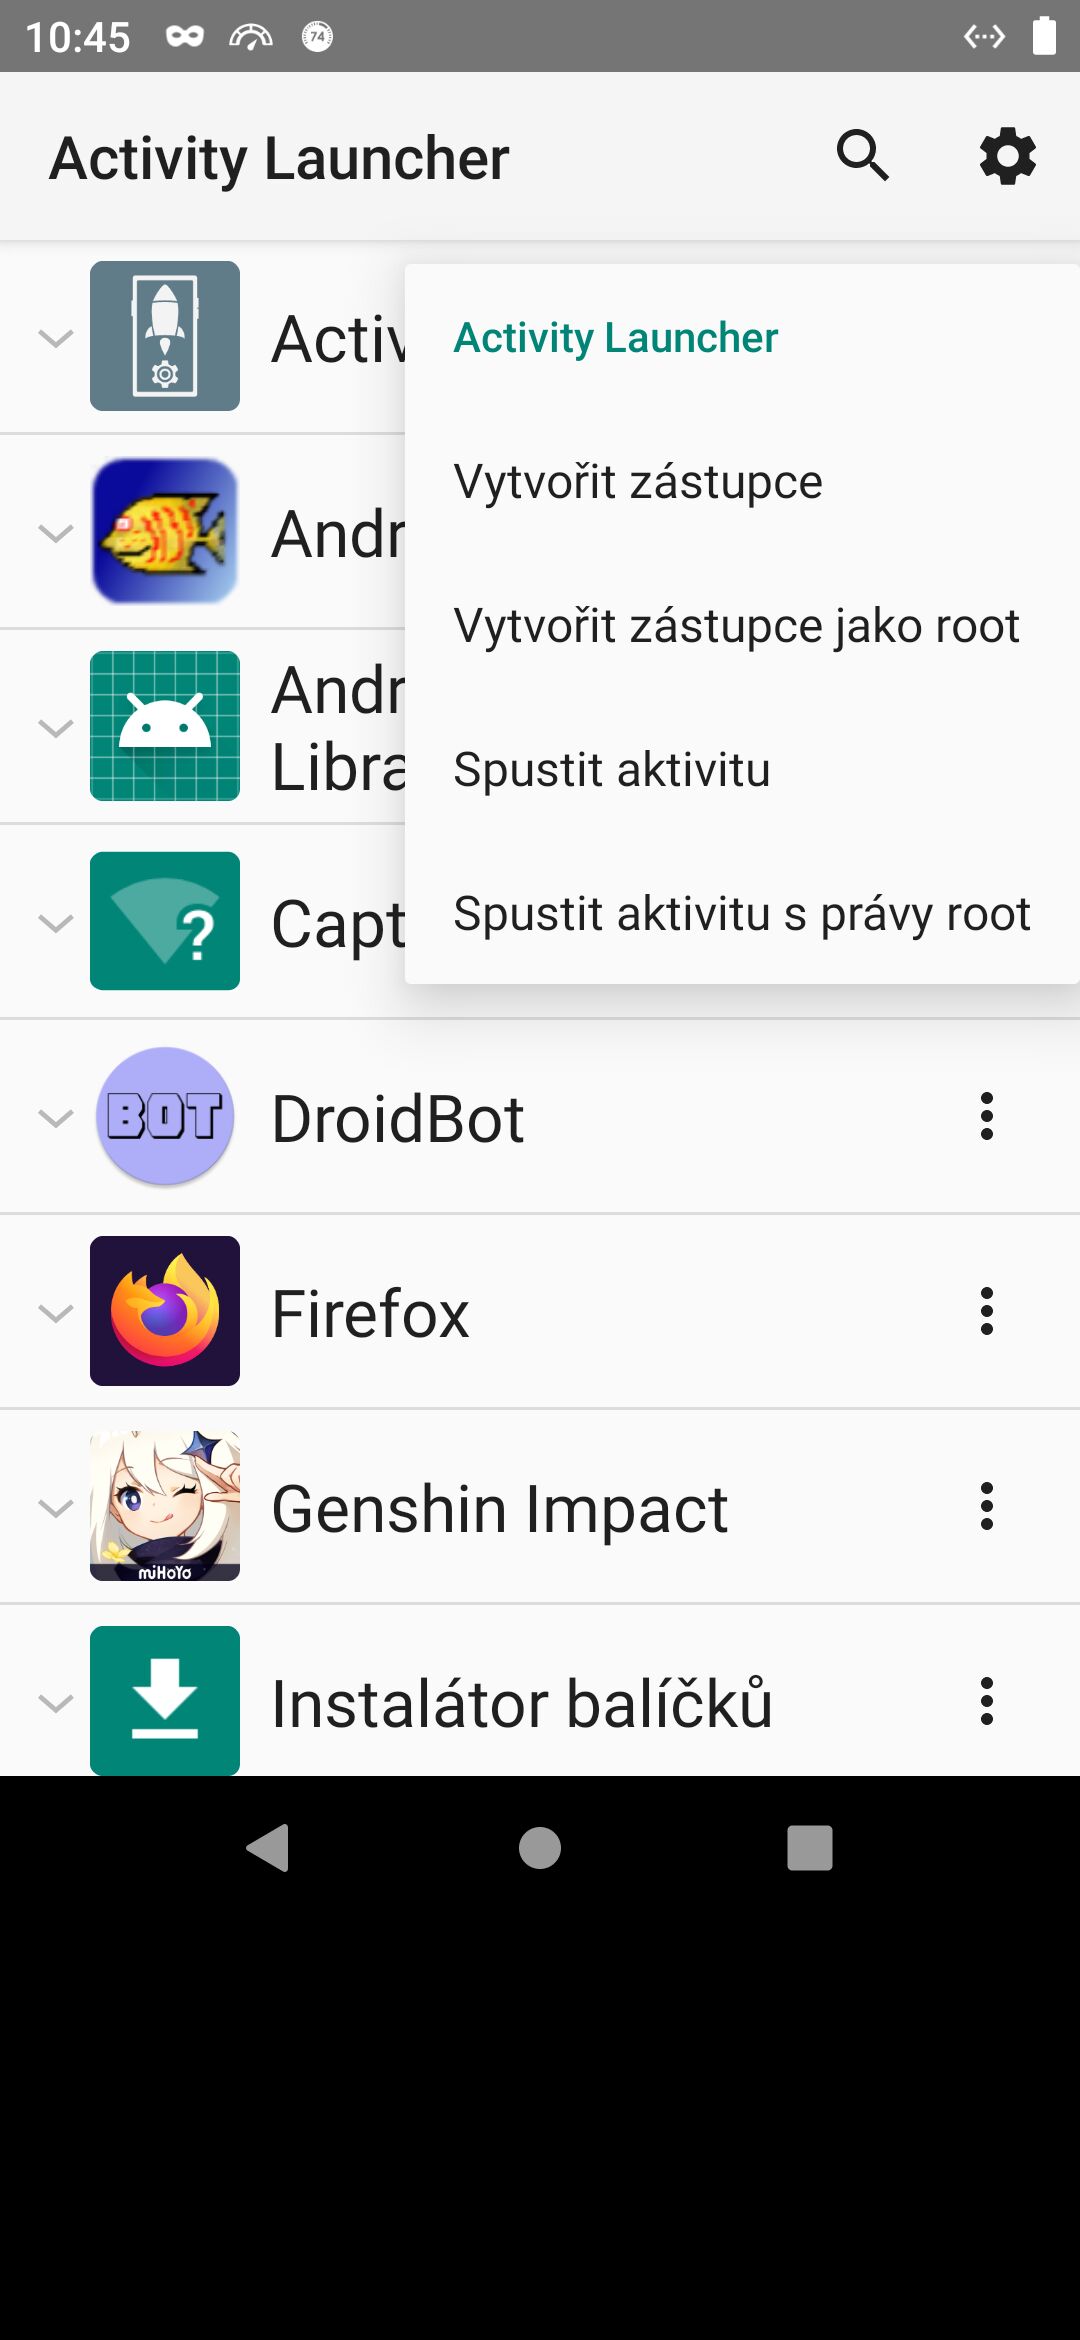 10:45
74
Activity Launcher
Activ
Activity Launcher
Vytvořit zástupce
Andr
Vytvořit zástupce jako root
Andr
Libra
Spustit aktivitu
Capt
Spustit aktivitu s právy root
BOT
DroidBot
Firefox
Genshin Impact
miHoYo
Instalátor balíčků